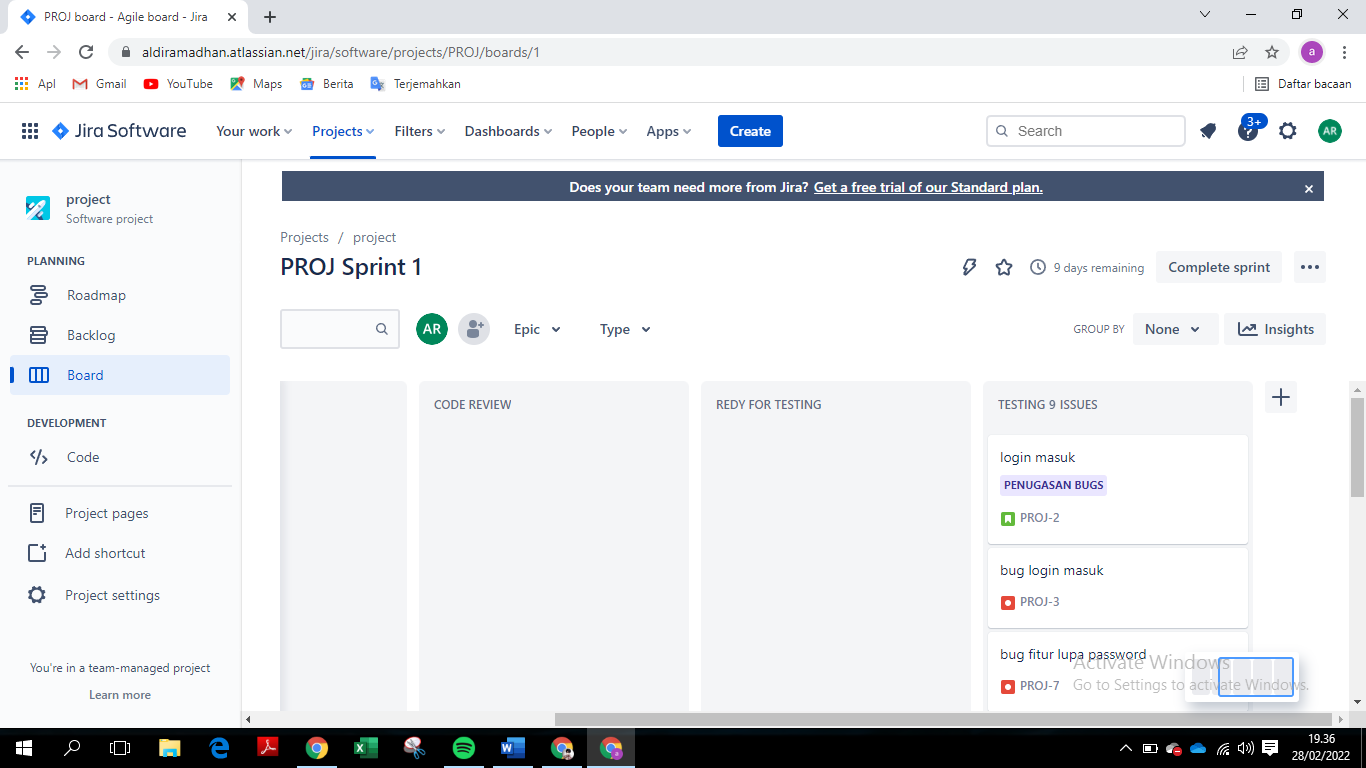 PROJ board - Agile board - Jira
aldiramadhan.atlassian.net/jira/software/projects/PROJ/boards/1
a
Apl Gmail YouTube Maps Berita Terjemahkan Daftar bacaan
Jira Software Your work Projects Filters Dashboards People Apps Create Search 3+ AR
Does your team need more from Jira? Get a free trial of our Standard plan.
project
Software project
PLANNING
Roadmap
Backlog
Board
DEVELOPMENT
Code
Project pages
Add shortcut
Project settings
You're in a team-managed project
Learn more
Projects / project
PROJ Sprint 1
9 days remaining Complete sprint
AR Epic Type GROUP BY None Insights
CODE REVIEW REDY FOR TESTING TESTING 9 ISSUES
login masuk
PENUGASAN BUGS
PROJ-2
bug login masuk
PROJ-3
bug fitur lupa password
PROJ-7
Activate Windows
Go to Settings to activate Windows.
19.36
28/02/2022